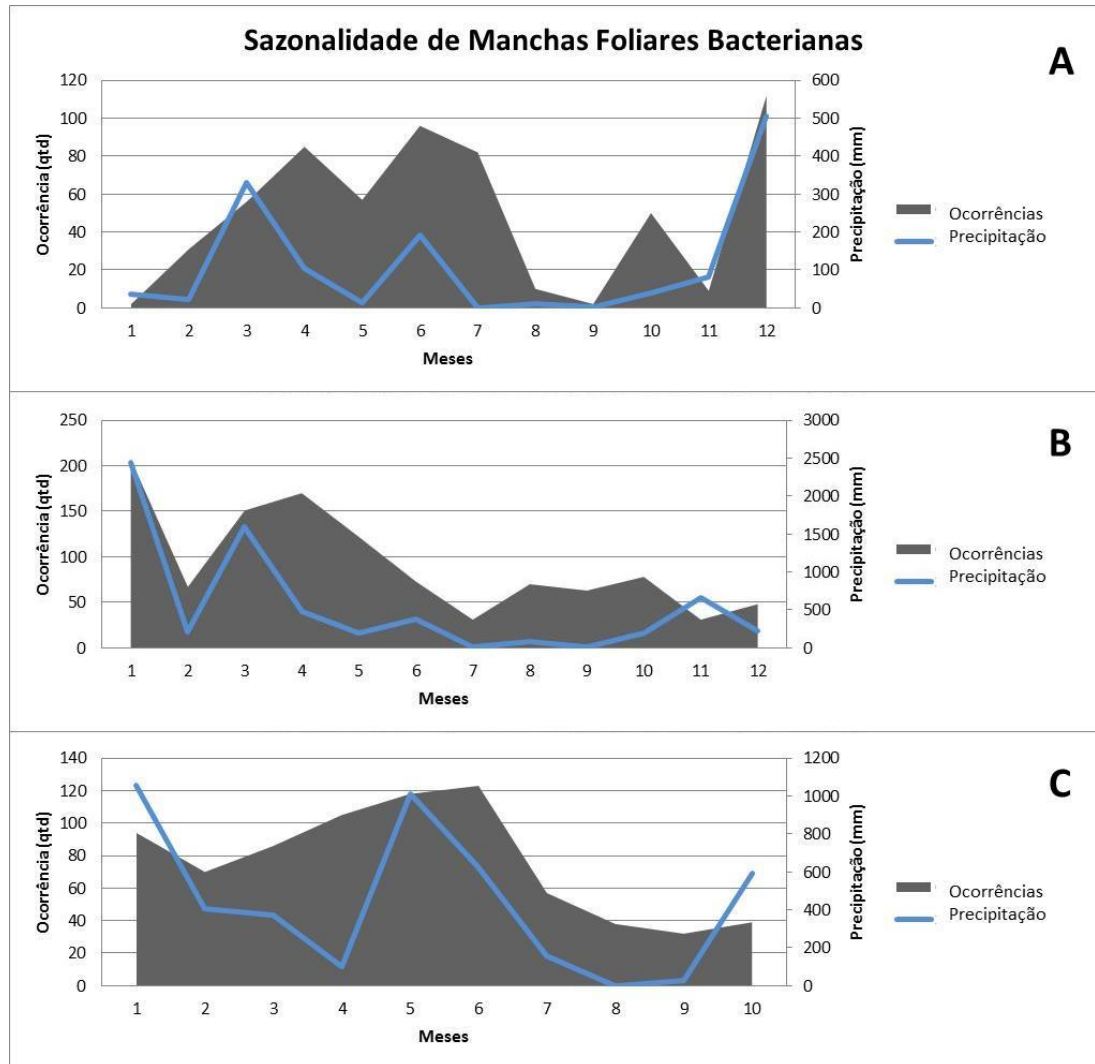 Sazonalidade de Manchas Foliares Bacterianas
A
120
100
80
60
40
20
0
Ocorrência (qtd)
600
500
400
300
200
100
0
Precipitação (mm)
1 2 3 4 5 6 7 8 9 10 11 12
Meses
Ocorrências
Precipitação
B
250
200
150
100
50
0
Ocorrência (qtd)
3000
2500
2000
1500
1000
500
0
Precipitação (mm)
1 2 3 4 5 6 7 8 9 10 11 12
Meses
Ocorrências
Precipitação
C
140
120
100
80
60
40
20
0
Ocorrência (qtd)
1200
1000
800
600
400
200
0
Precipitação (mm)
1 2 3 4 5 6 7 8 9 10
Meses
Ocorrências
Precipitação